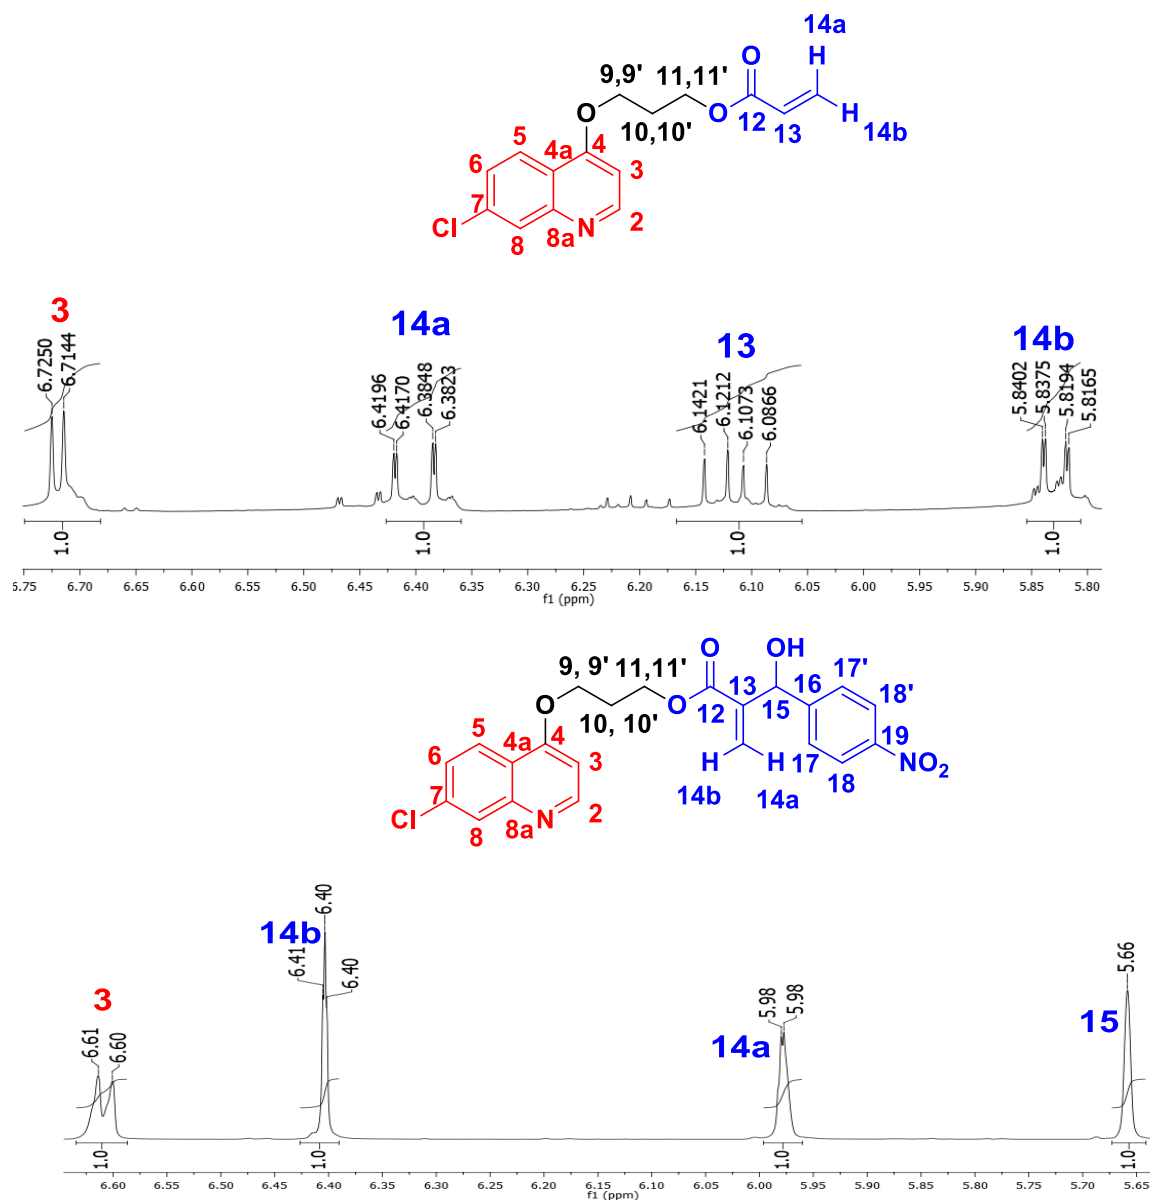 14a
O
H
9,9'
11,11'
O
O
12
13
H
14b
10,10'
5
4a
4
6
3
7
Cl
8
8a
N
2
3
14a
13
14b
6.7250
6.7144
6.4196
6.4170
6.3848
6.3823
6.1421
6.1212
6.1073
6.0866
5.8402
5.8375
5.8194
5.8165
1.0
1.0
1.0
1.0
5.75 6.70 6.65 6.60 6.55 6.50 6.45 6.40 6.35 6.30 6.25 6.20 6.15 6.10 6.05 6.00 5.95 5.90 5.85 5.80
f1 (ppm)
O
OH
9, 9'
11,11'
13
16
17'
18'
O
O
12
15
19
10, 10'
5
4a
4
H
H
17
18
NO2
6
3
14b
14a
7
Cl
8
8a
N
2
3
14b
14a
15
6.61
6.60
6.41
6.40
6.40
5.98
5.98
5.66
1.0
1.0
1.0
1.0
6.60 6.55 6.50 6.45 6.40 6.35 6.30 6.25 6.20 6.15 6.10 6.05 6.00 5.95 5.90 5.85 5.80 5.75 5.70 5.65
f1 (ppm)